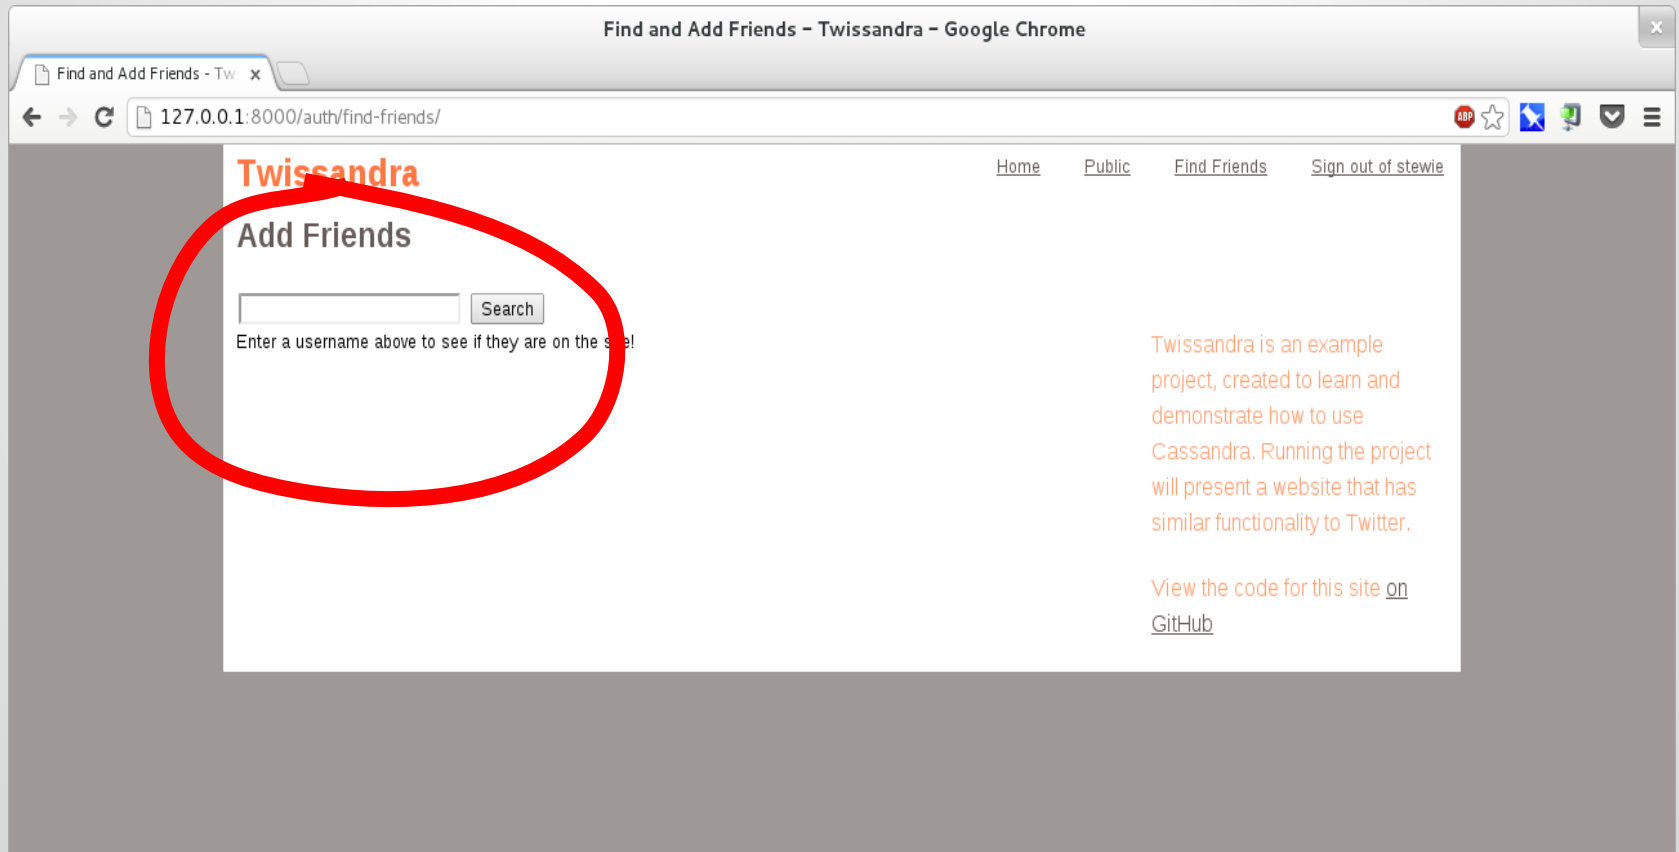 Find and Add Friends - Twissandra - Google Chrome
Find and Add Friends - Tw
127.0.0.1:8000/auth/find-friends/
ABP
Twissandra
Home Public Find Friends Sign out of stewie
Add Friends
Search
Enter a username above to see if they are on the site!
Twissandra is an example
project, created to learn and
demonstrate how to use
Cassandra. Running the project
will present a website that has
similar functionality to Twitter.
View the code for this site on
GitHub